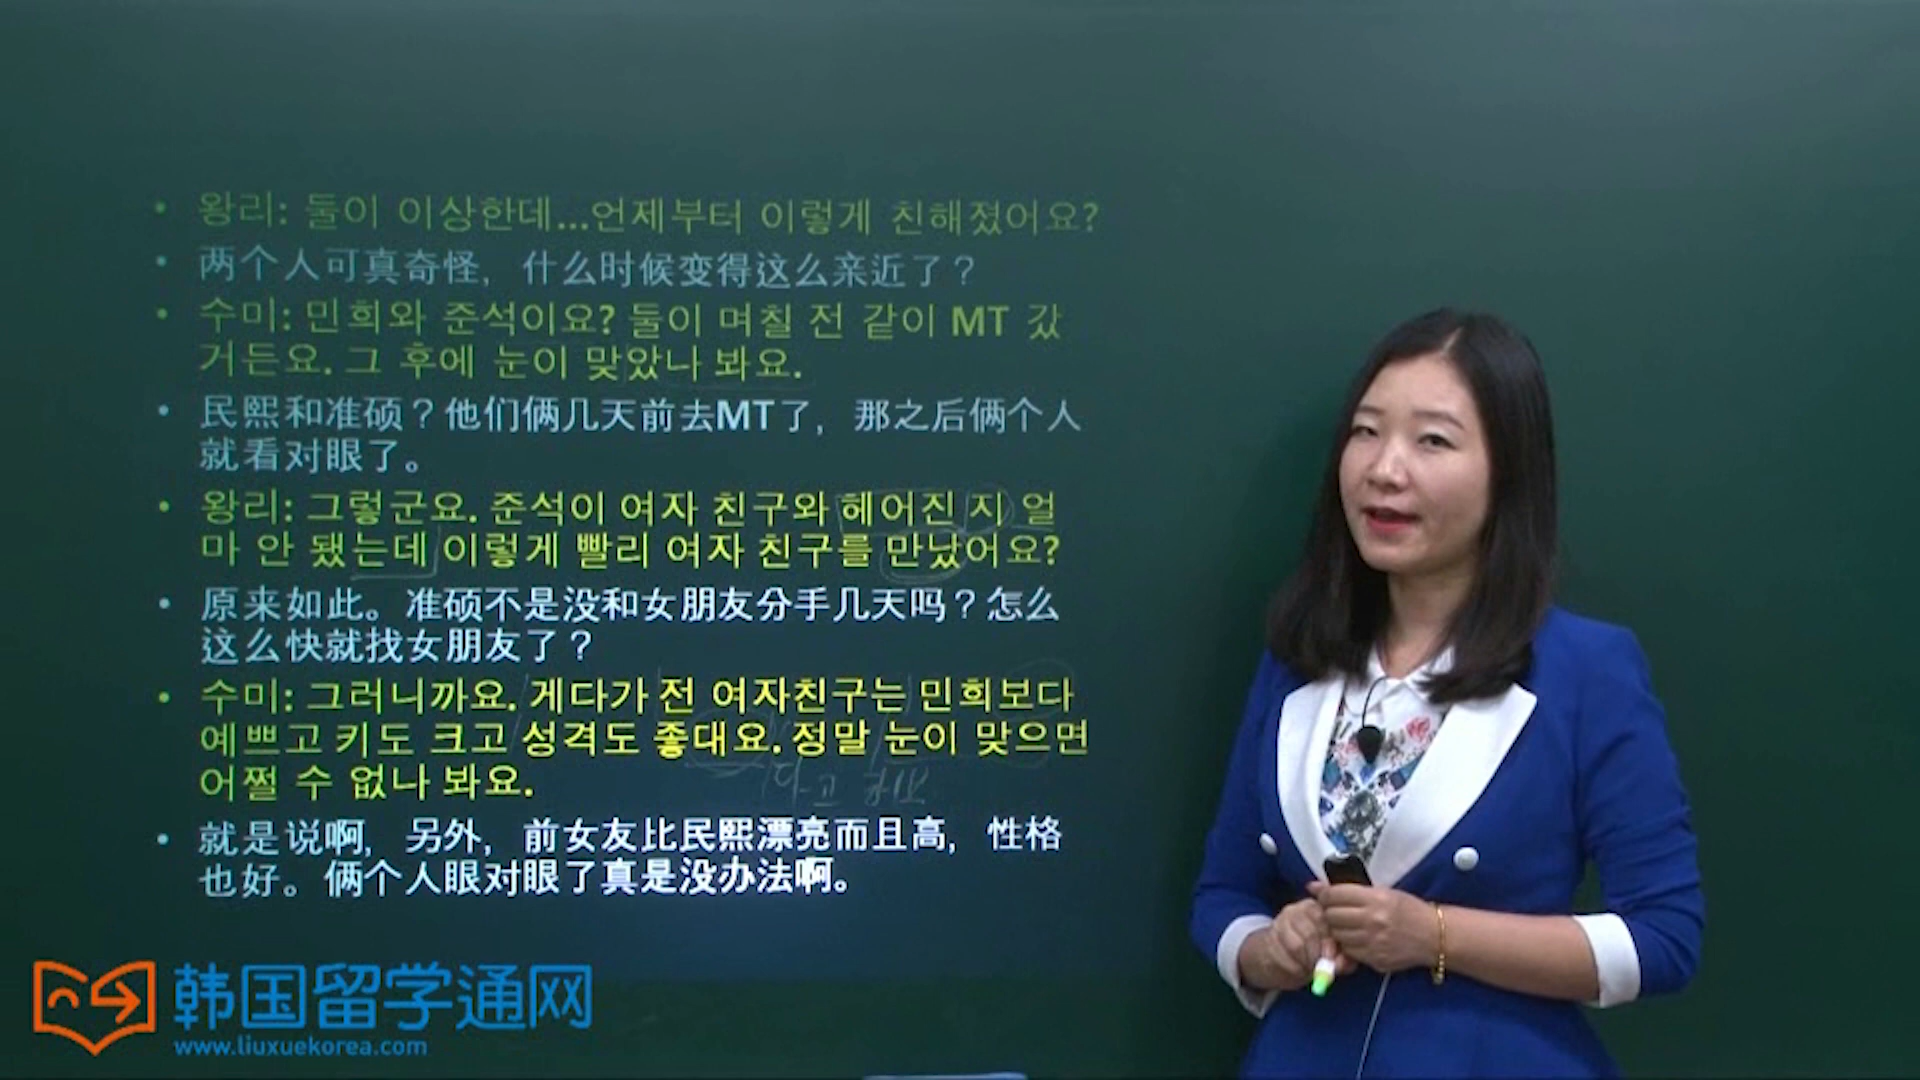 • 왕리: 둘이 이상한데...언제부터 이렇게 친해졌어요?
• 两个人可真奇怪，什么时候变得这么亲近了？
• 수미: 민희와 준석이요? 둘이 며칠 전 같이 MT 갔
거든요. 그 후에 눈이 맞았나 봐요.
• 民熙和准硕？他们俩几天前去MT了，那之后俩个人
就看对眼了。
• 왕리: 그렇군요. 준석이 여자 친구와 헤어진 지 얼
마 안 됐는데 이렇게 빨리 여자 친구를 만났어요?
• 原来如此。准硕不是没和女朋友分手几天吗？怎么
这么快就找女朋友了？
• 수미: 그러니까요. 게다가 전 여자친구는 민희보다
예쁘고 키도 크고 성격도 좋대요. 정말 눈이 맞으면
어쩔 수 없나 봐요.
다고 해요
• 就是说啊，另外，前女友比民熙漂亮而且高，性格
也好。俩个人眼对眼了真是没办法啊。
韩国留学通网
www.liuxuekorea.com